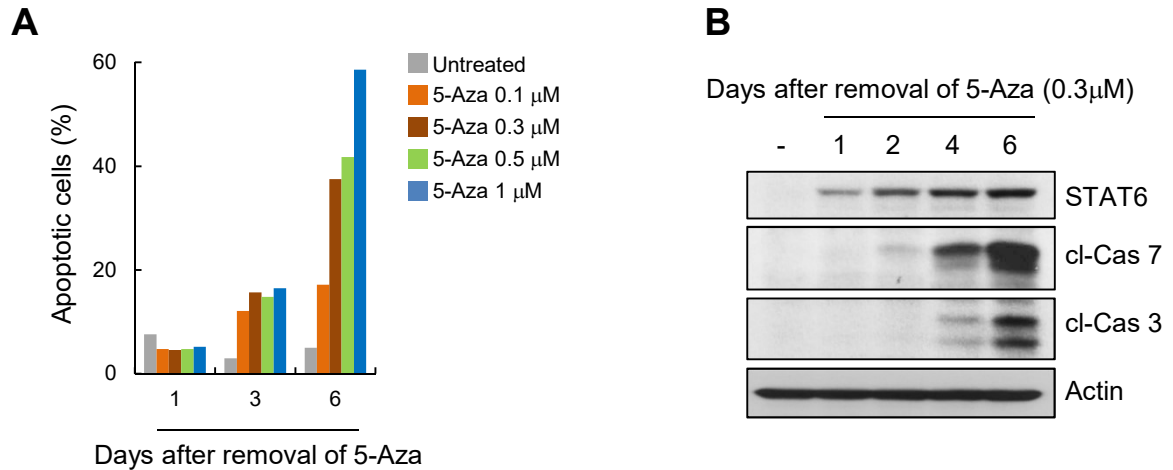 A
Apoptotic cells (%)
60
40
20
0
1 3 6
Days after removal of 5-Aza
Untreated
5-Aza 0.1 μM
5-Aza 0.3 μM
5-Aza 0.5 μM
5-Aza 1 μM
B
Days after removal of 5-Aza (0.3μM)
- 1 2 4 6
STAT6
cl-Cas 7
cl-Cas 3
Actin